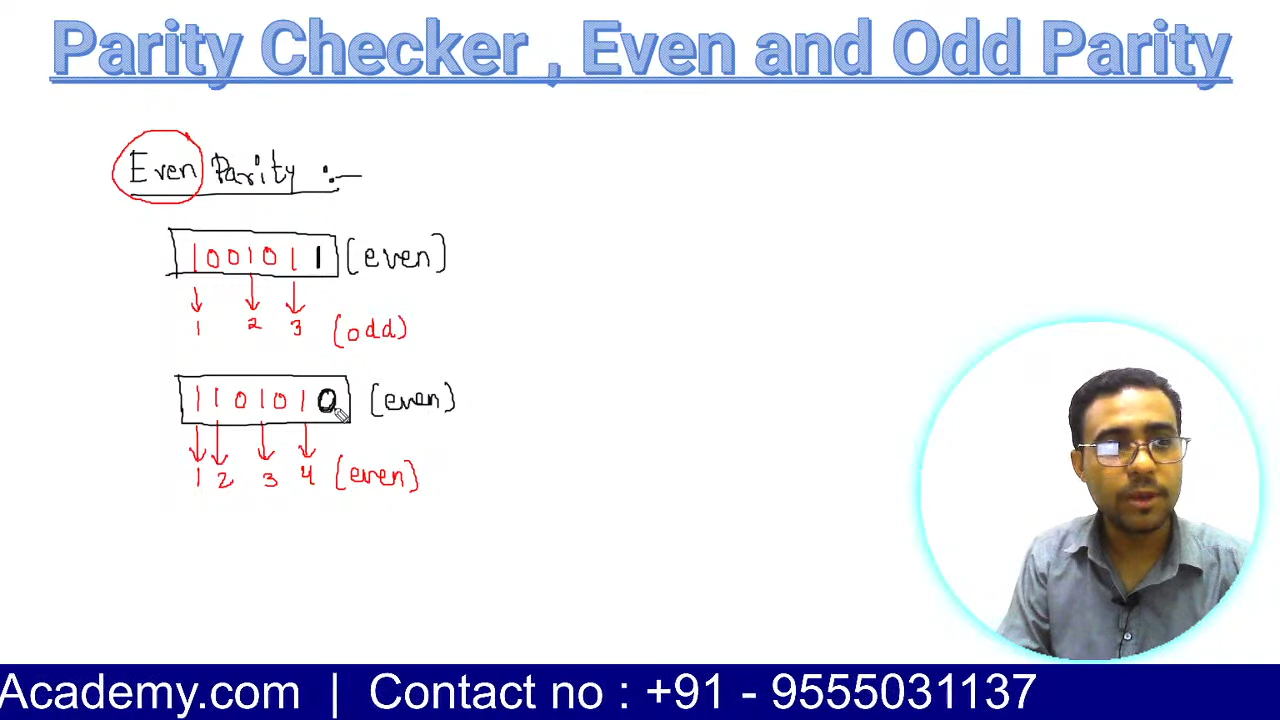 Parity Checker , Even and Odd Parity
Even Parity :-
1001011 (even)
1 2 3 (odd)
1101010 (even)
1 2 3 4 (even)
Academy.com | Contact no : +91 - 9555031137